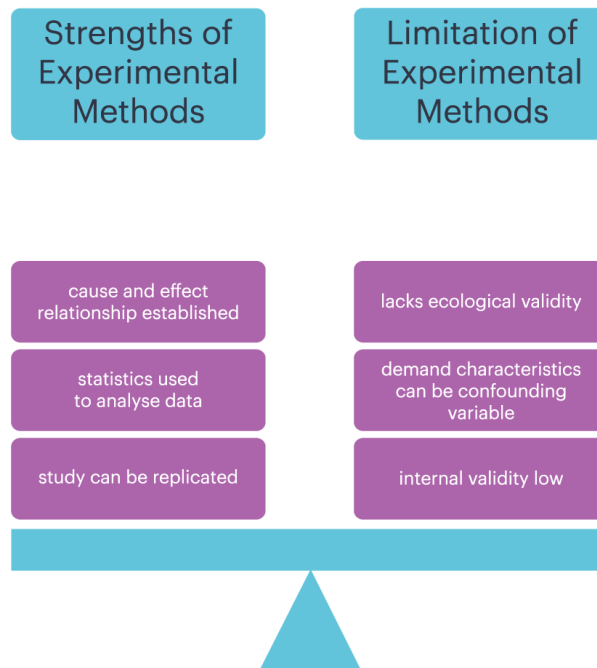 Strengths of
Experimental
Methods
Limitation of
Experimental
Methods
cause and effect
relationship established
statistics used
to analyse data
study can be replicated
lacks ecological validity
demand characteristics
can be confounding
variable
internal validity low